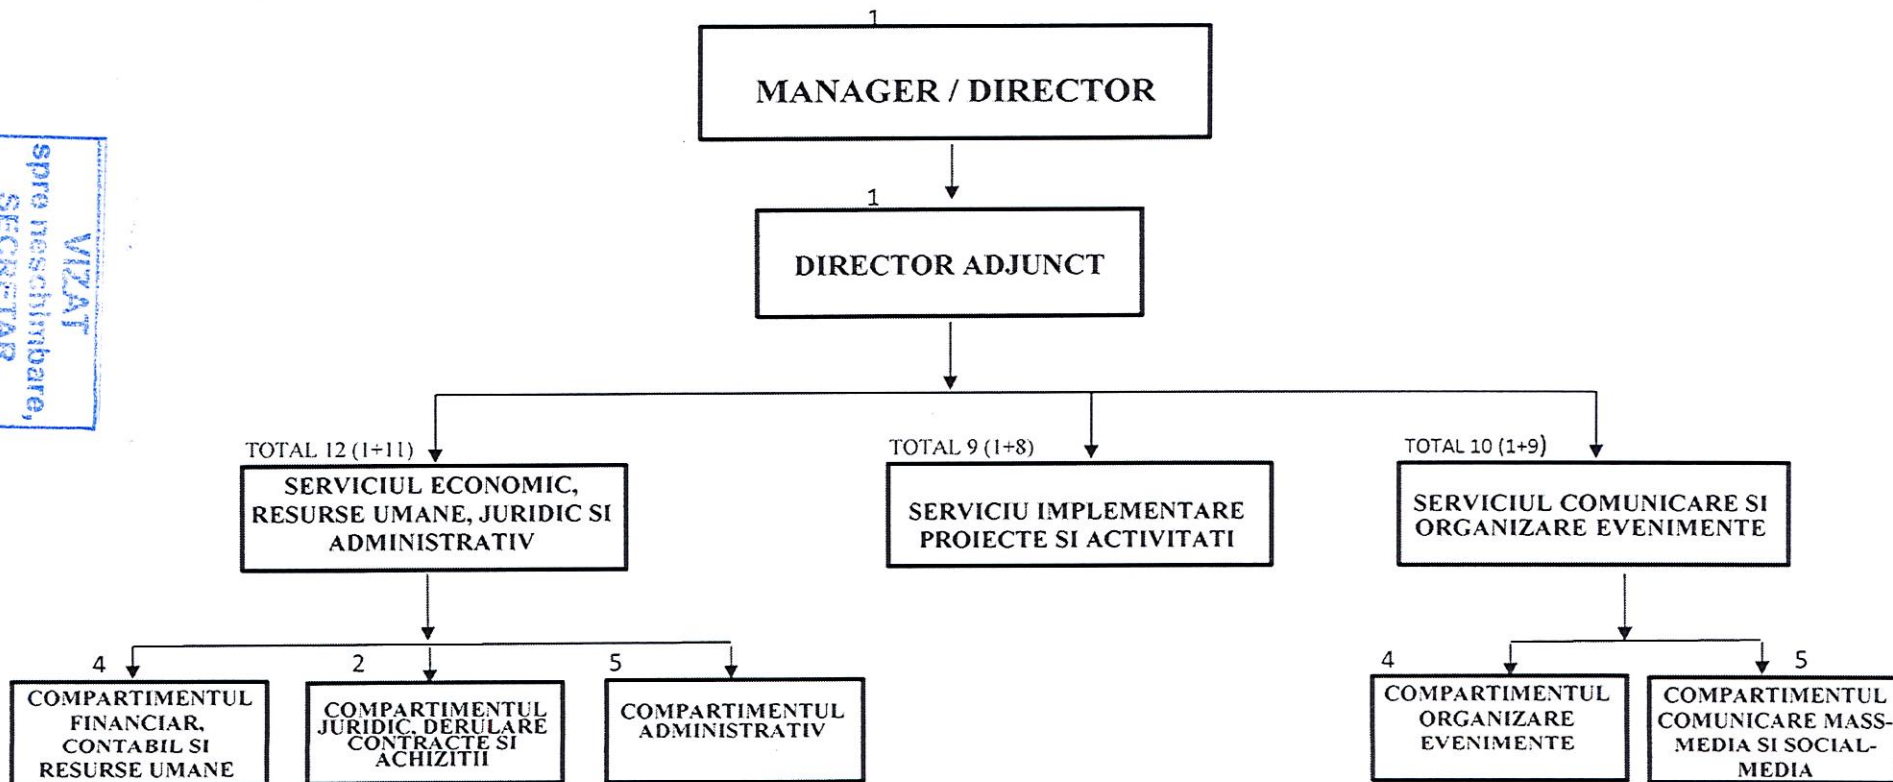 1
MANAGER / DIRECTOR
1
DIRECTOR ADJUNCT
VIZAT
spre neschimbare,
SECRETAR
TOTAL 12 (1+11)
SERVICIUL ECONOMIC,
RESURSE UMANE, JURIDIC SI
ADMINISTRATIV
TOTAL 9 (1+8)
SERVICIU IMPLEMENTARE
PROIECTE SI ACTIVITATI
TOTAL 10 (1+9)
SERVICIUL COMUNICARE SI
ORGANIZARE EVENIMENTE
4
COMPARTIMENTUL
FINANCIAR,
CONTABIL SI
RESURSE UMANE
2
COMPARTIMENTUL
JURIDIC, DERULARE
CONTRACTE SI
ACHIZITII
5
COMPARTIMENTUL
ADMINISTRATIV
4
COMPARTIMENTUL
ORGANIZARE
EVENIMENTE
5
COMPARTIMENTUL
COMUNICARE MASS-
MEDIA SI SOCIAL-
MEDIA